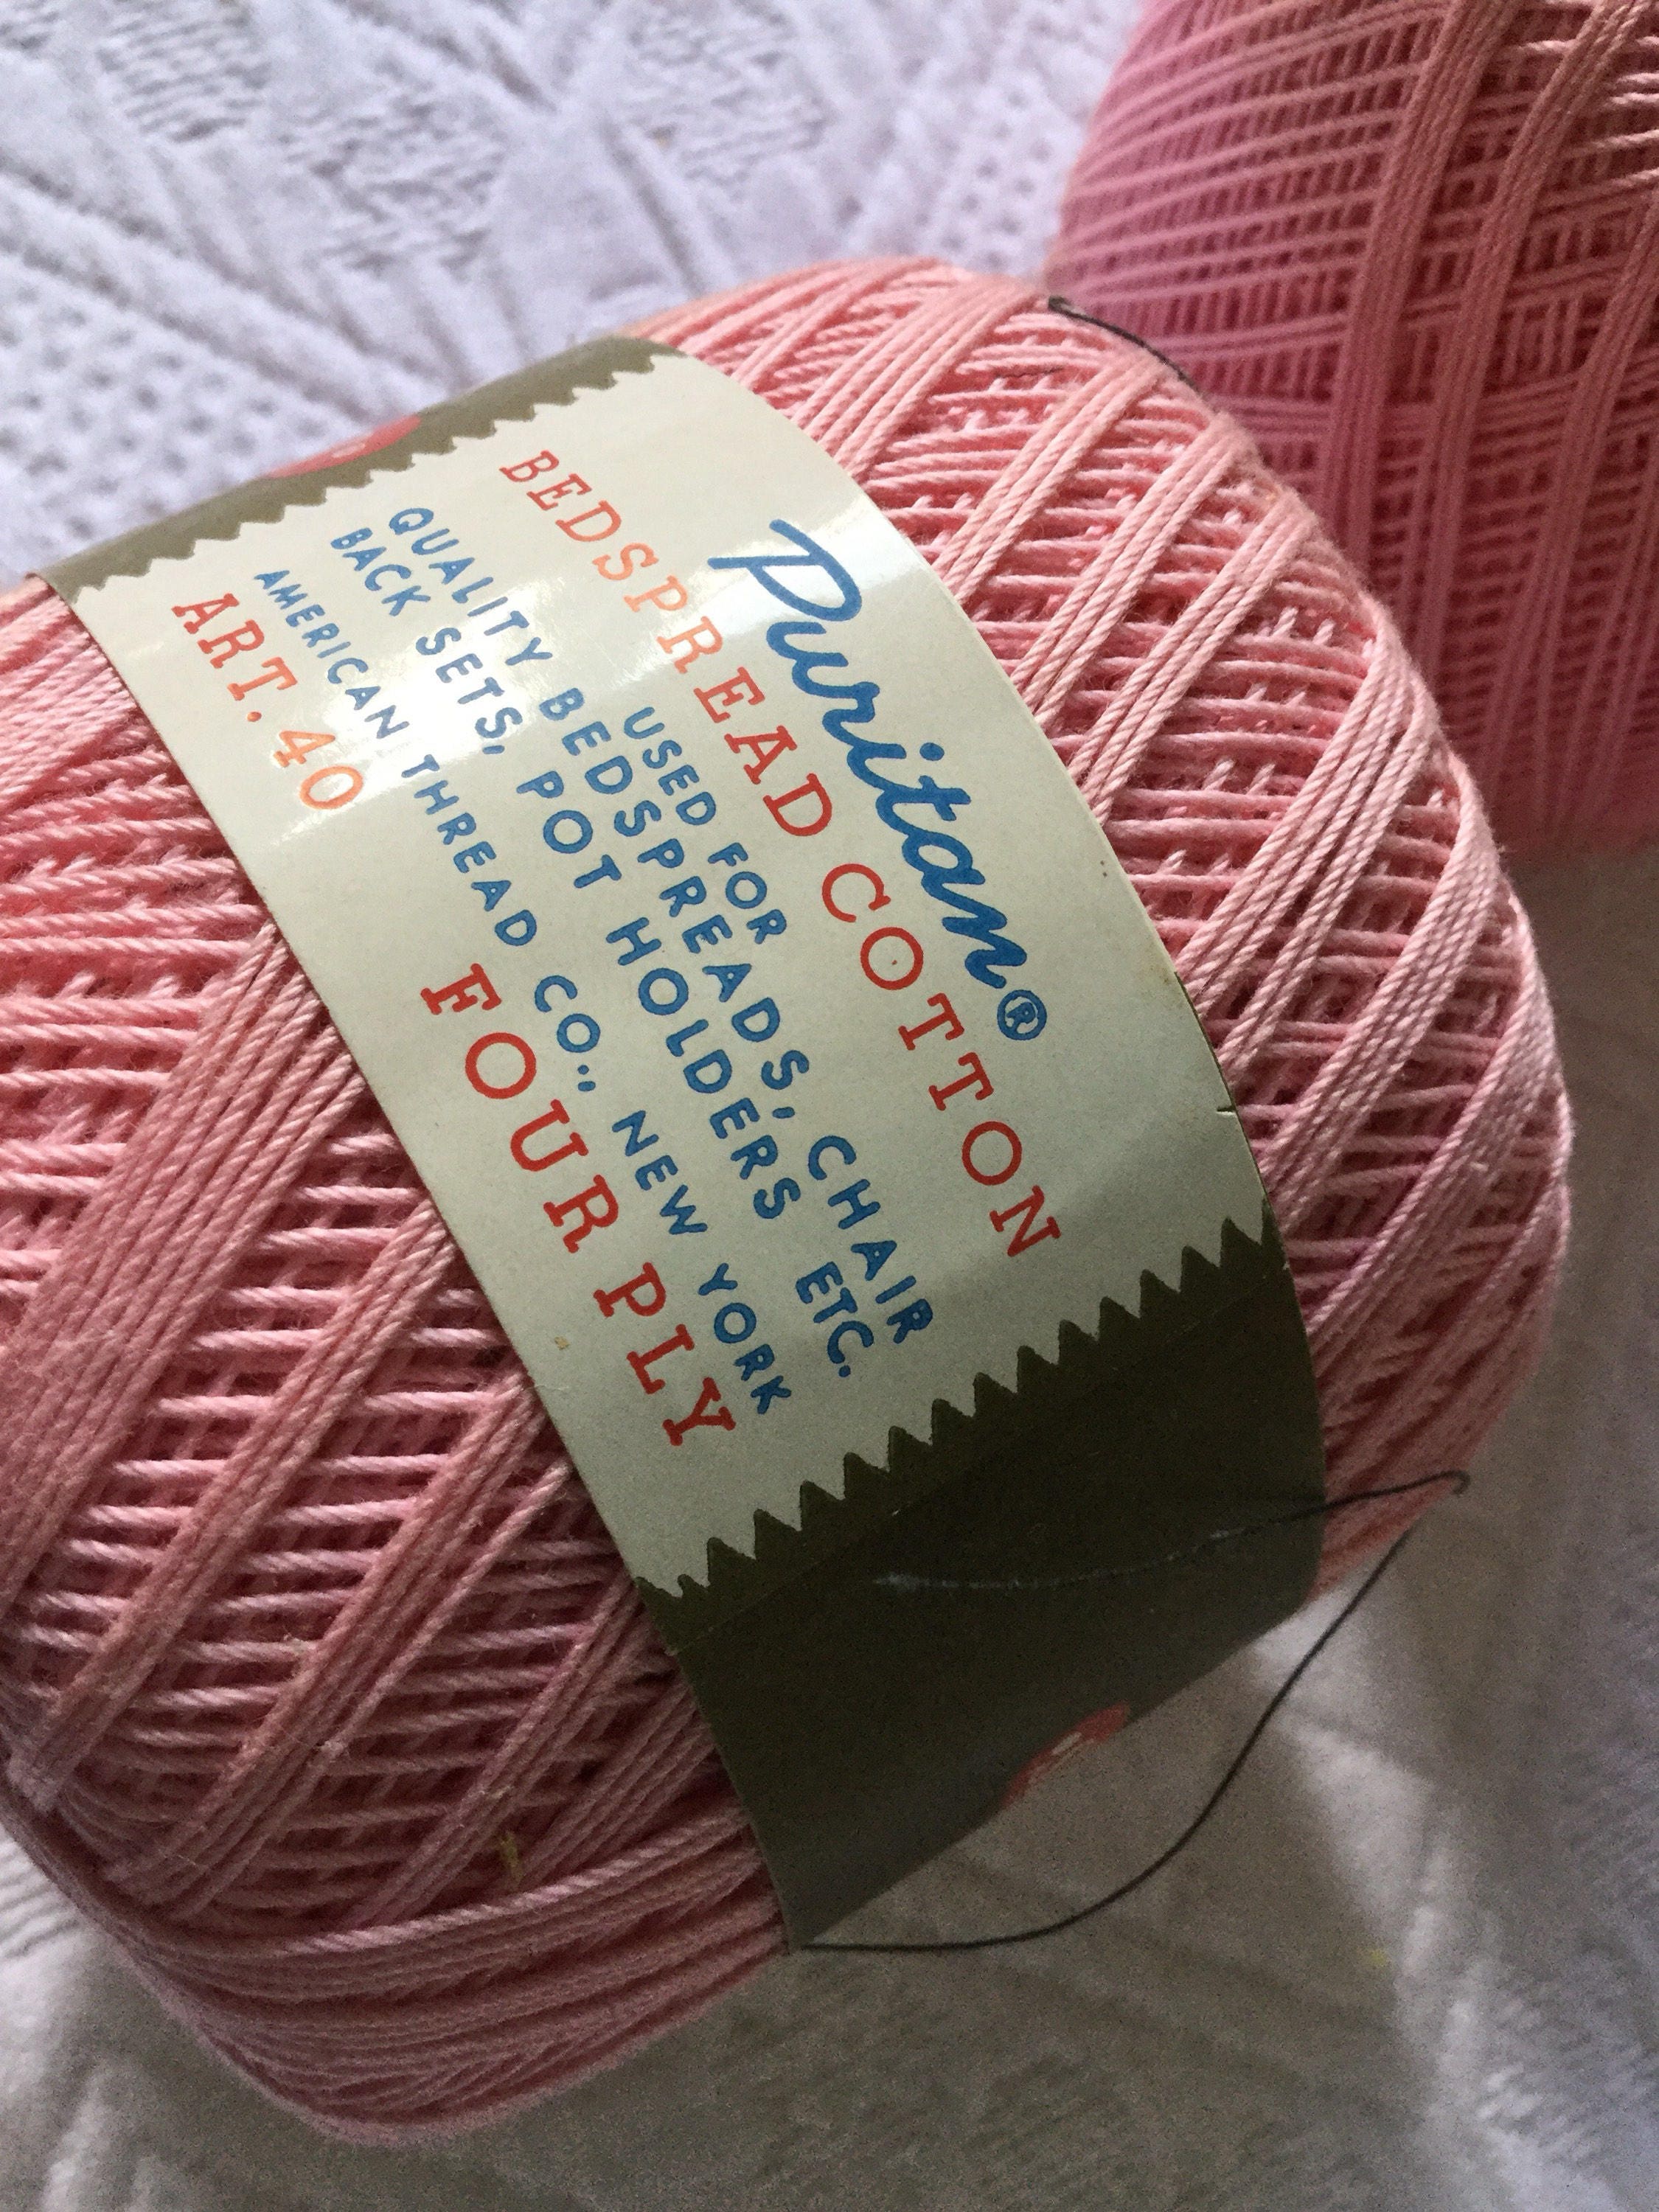 Puritan®
BEDSPREAD COTTON
USED FOR
QUALITY BEDSPREADS, CHAIR
BACK SETS, POT HOLDERS ETC.
AMERICAN THREAD CO., NEW YORK
ART. 40 FOUR PLY